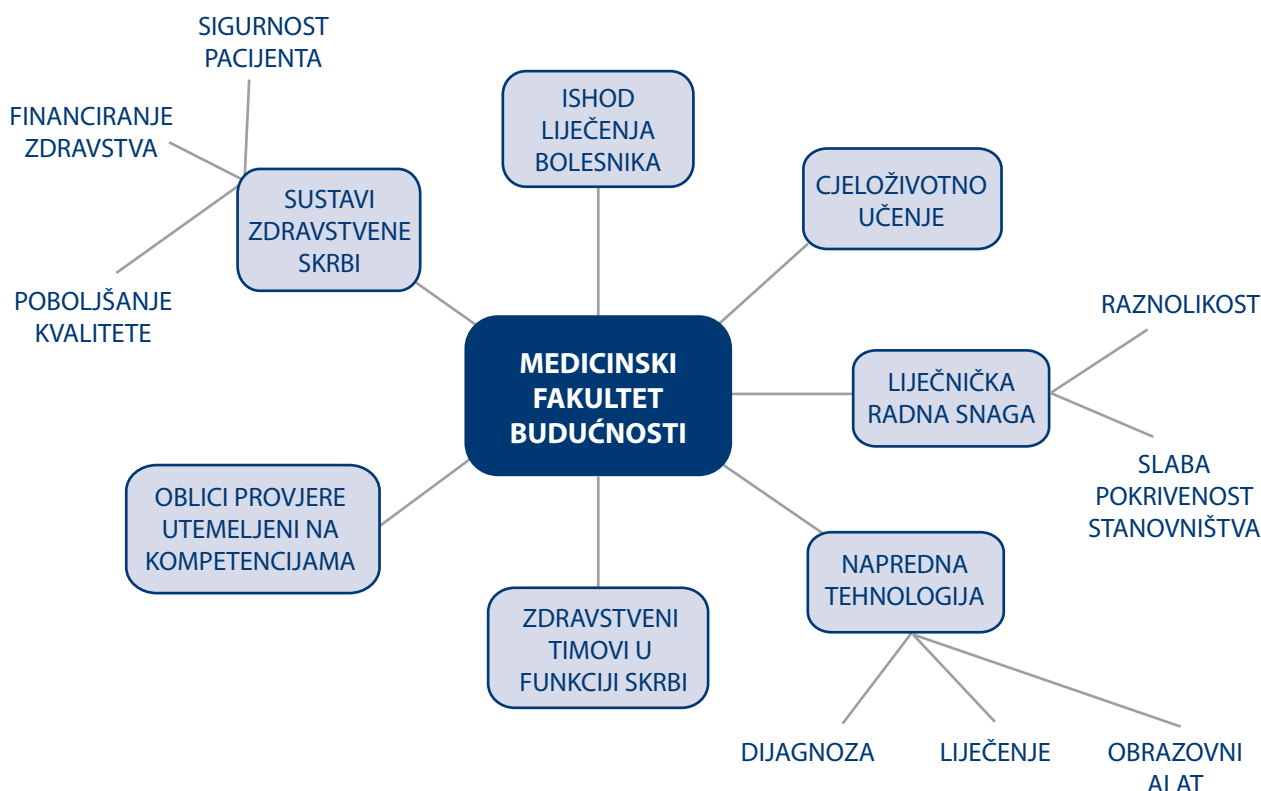 SIGURNOST
PACIJENTA
FINANCIRANJE
ZDRAVSTVA
POBOLJŠANJE
KVALITETE
SUSTAVI
ZDRAVSTVENE
SKRBI
ISHOD
LIJEČENJA
BOLESNIKA
CJELOŽIVOTNO
UČENJE
MEDICINSKI
FAKULTET
BUDUĆNOSTI
LIJEČNIČKA
RADNA SNAGA
RAZNOLIKOST
SLABA
POKRIVENOST
STANOVNIŠTVA
OBLICI PROVJERE
UTEMELJENI NA
KOMPETENCIJAMA
ZDRAVSTVENI
TIMOVI U
FUNKCIJI SKRBI
NAPREDNA
TEHNOLOGIJA
DIJAGNOZA
LIJEČENJE
OBRAZOVNI
ALAT